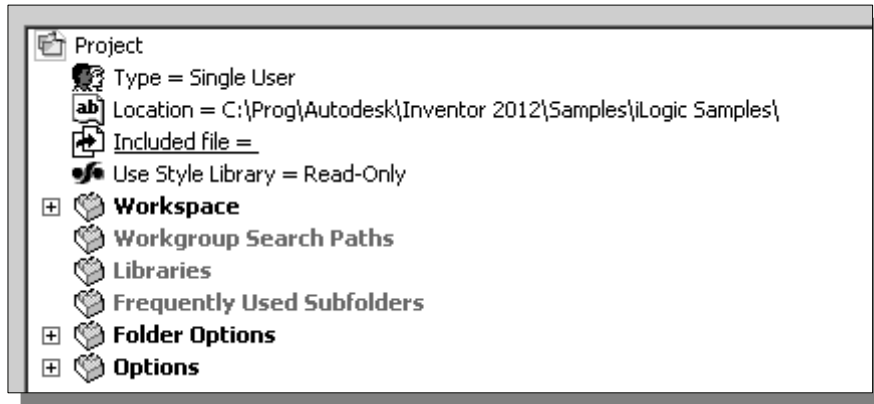 Project
Type = Single User
Location = C:\Prog\Autodesk\Inventor 2012\Samples\iLogic Samples\
Included file =
Use Style Library = Read-Only
Workspace
Workgroup Search Paths
Libraries
Frequently Used Subfolders
Folder Options
Options